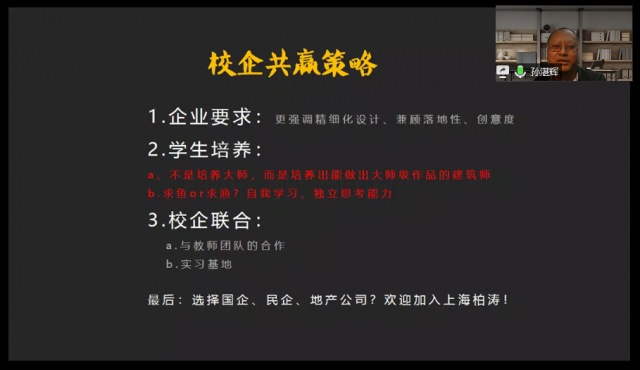 校企共赢策略
孙湛辉
1.企业要求：更强调精细化设计、兼顾落地性、创意度
2.学生培养：
a、不是培养大师，而是培养出能做出大师级作品的建筑师
b.求鱼or求渔？自我学习、独立思考能力
3.校企联合：
a.与教师团队的合作
b.实习基地
最后：选择国企、民企、地产公司？欢迎加入上海柏涛！